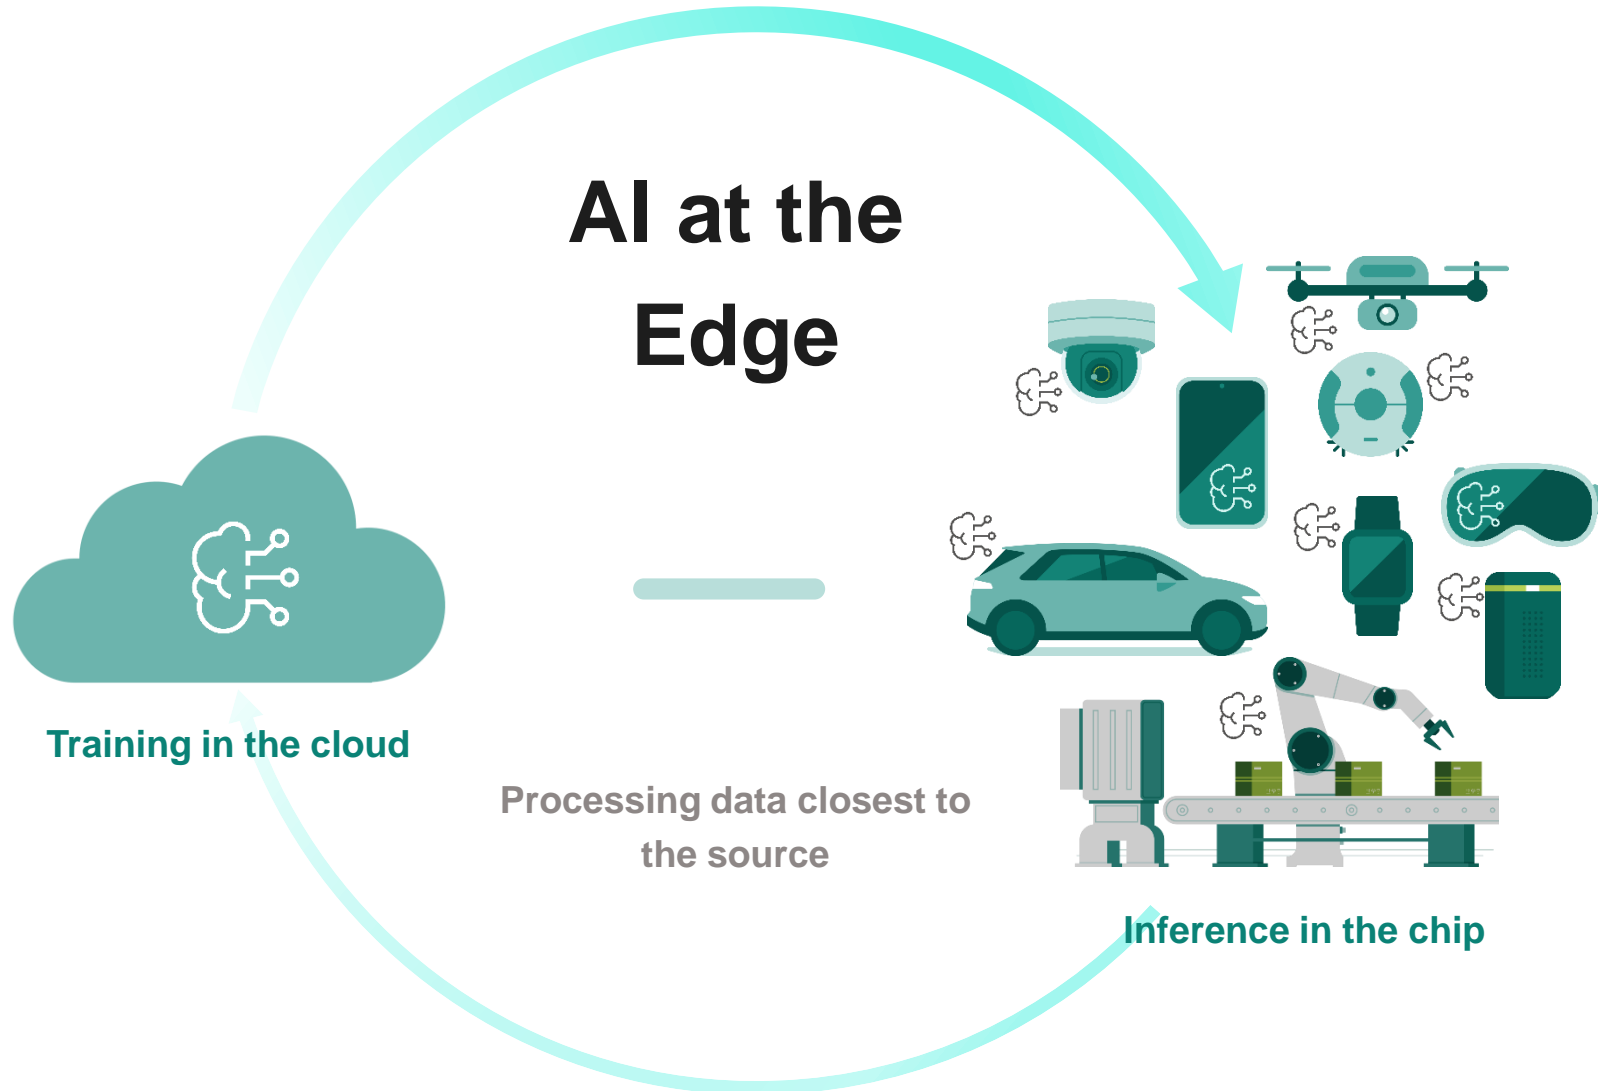 AI at the
Edge
Training in the cloud
Processing data closest to
the source
Inference in the chip